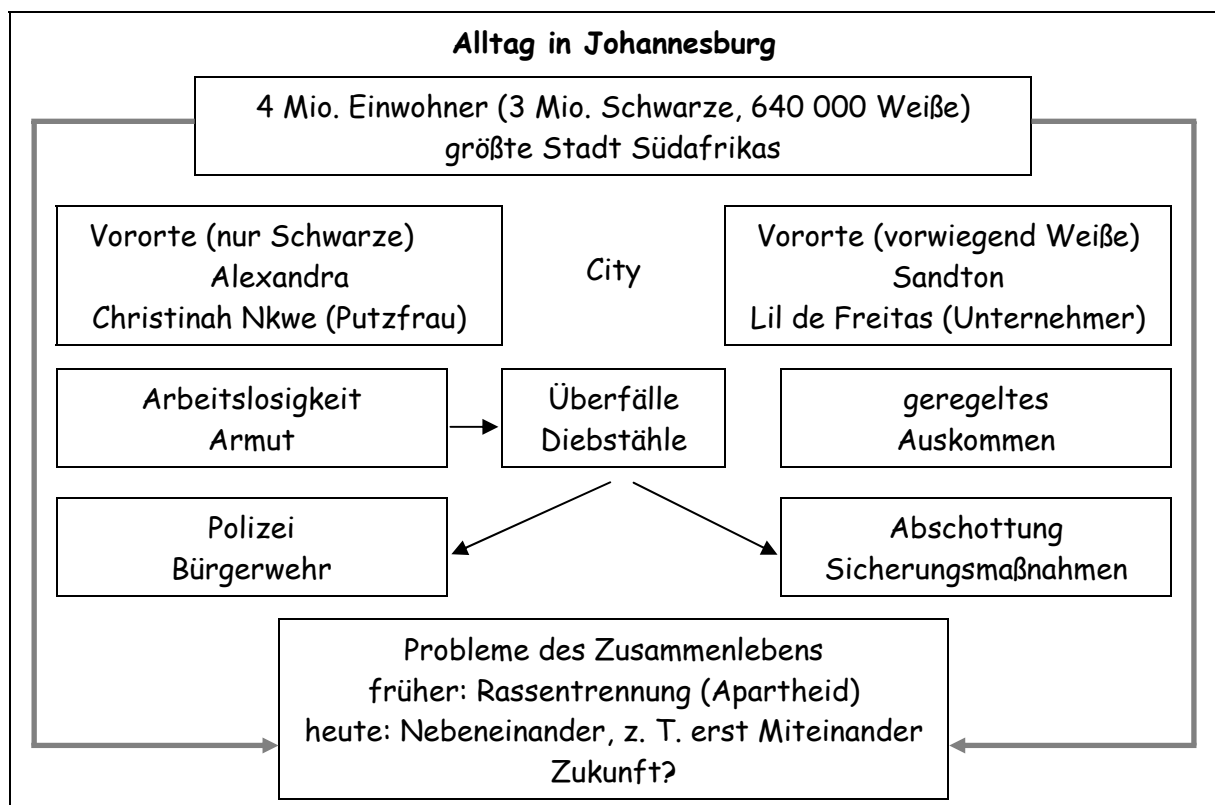 Alltag in Johannesburg
4 Mio. Einwohner (3 Mio. Schwarze, 640 000 Weiße)
größte Stadt Südafrikas
Vororte (nur Schwarze)
Alexandra
Christinah Nkwe (Putzfrau)
City
Vororte (vorwiegend Weiße)
Sandton
Lil de Freitas (Unternehmer)
Arbeitslosigkeit
Armut
Überfälle
Diebstähle
geregeltes
Auskommen
Polizei
Bürgerwehr
Abschottung
Sicherungsmaßnahmen
Probleme des Zusammenlebens
früher: Rassentrennung (Apartheid)
heute: Nebeneinander, z. T. erst Miteinander
Zukunft?